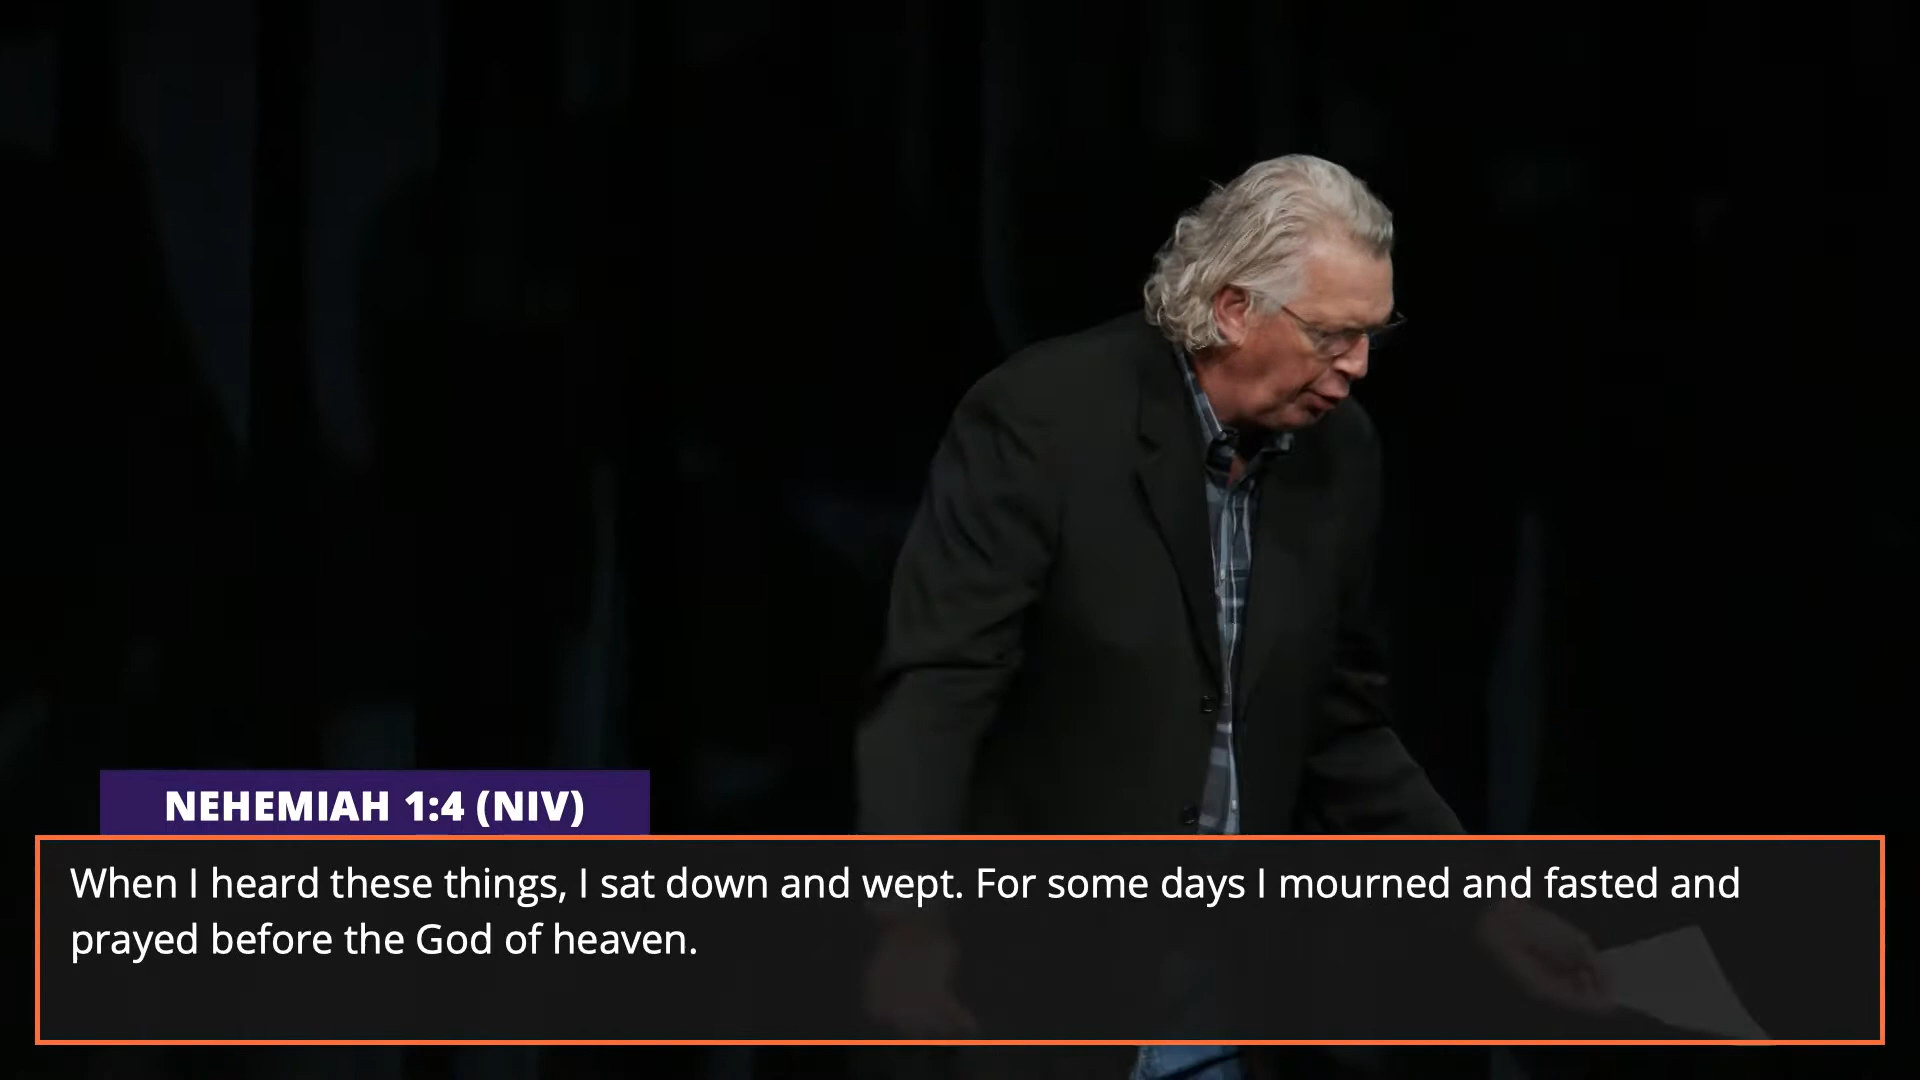 NEHEMIAH 1:4 (NIV)
When I heard these things, I sat down and wept. For some days I mourned and fasted and
prayed before the God of heaven.